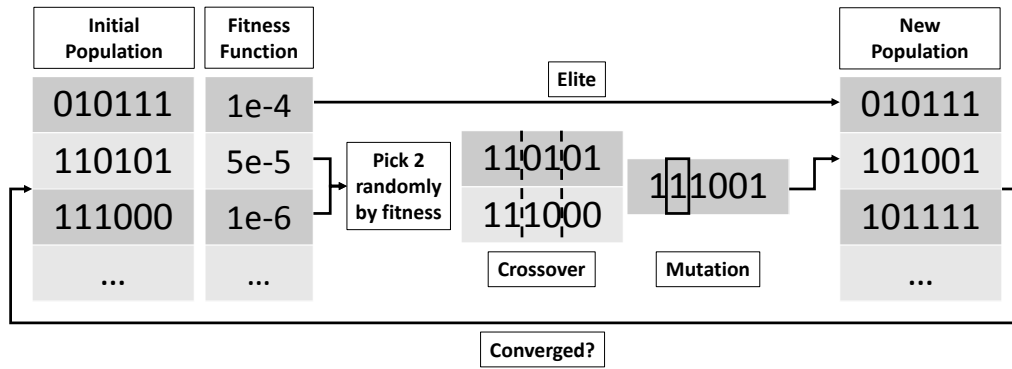 Initial
Population
Fitness
Function
New
Population
Elite
010111
1e-4
010111
110101
5e-5
Pick 2
randomly
by fitness
110101
111001
101001
111000
1e-6
111000
101111
...
...
Crossover
Mutation
...
Converged?